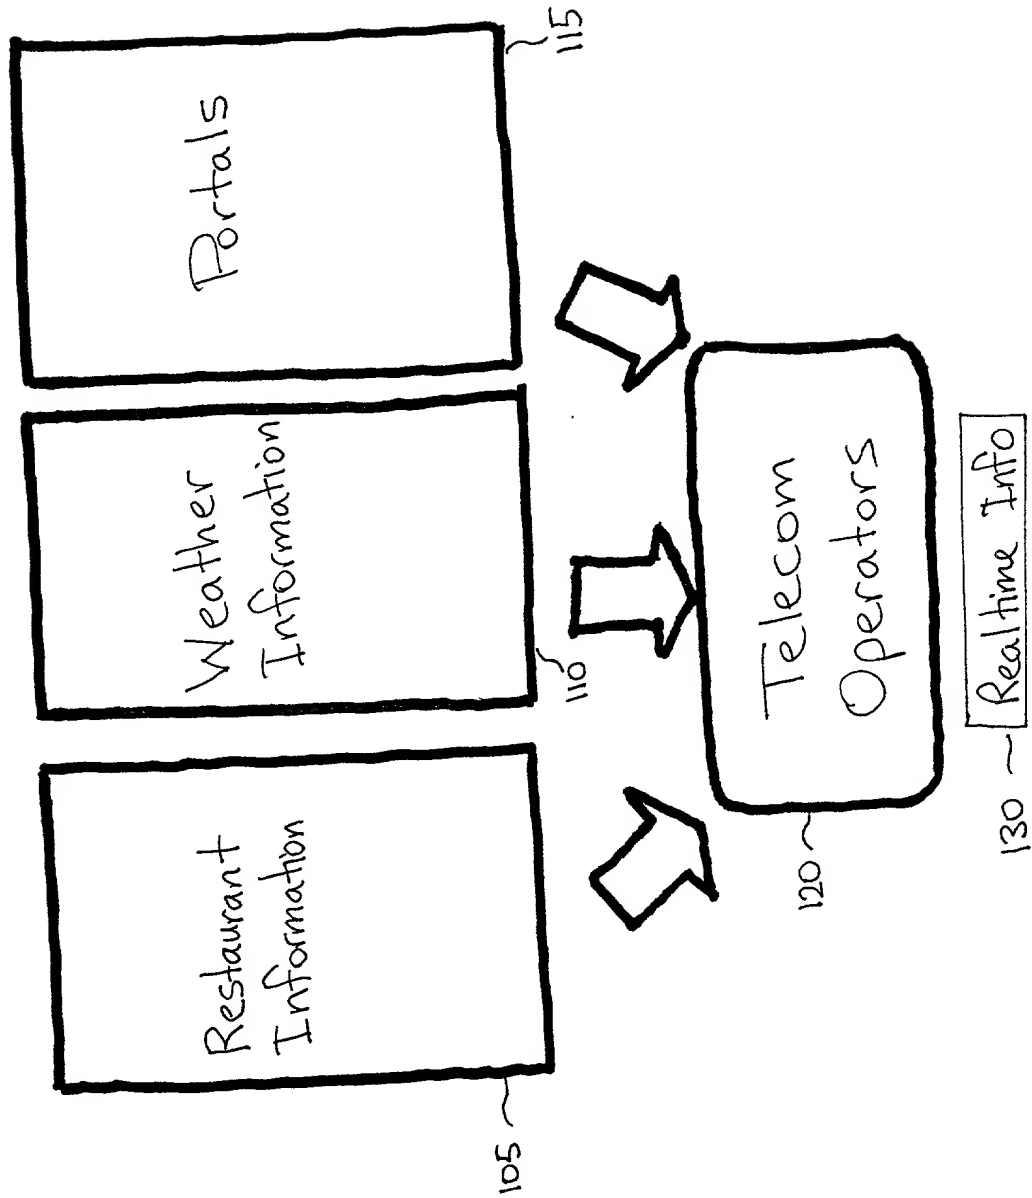 Restaurant
Information
105
Weather
Information
110
Portals
115
Telecom
Operators
120
130
Realtime Info